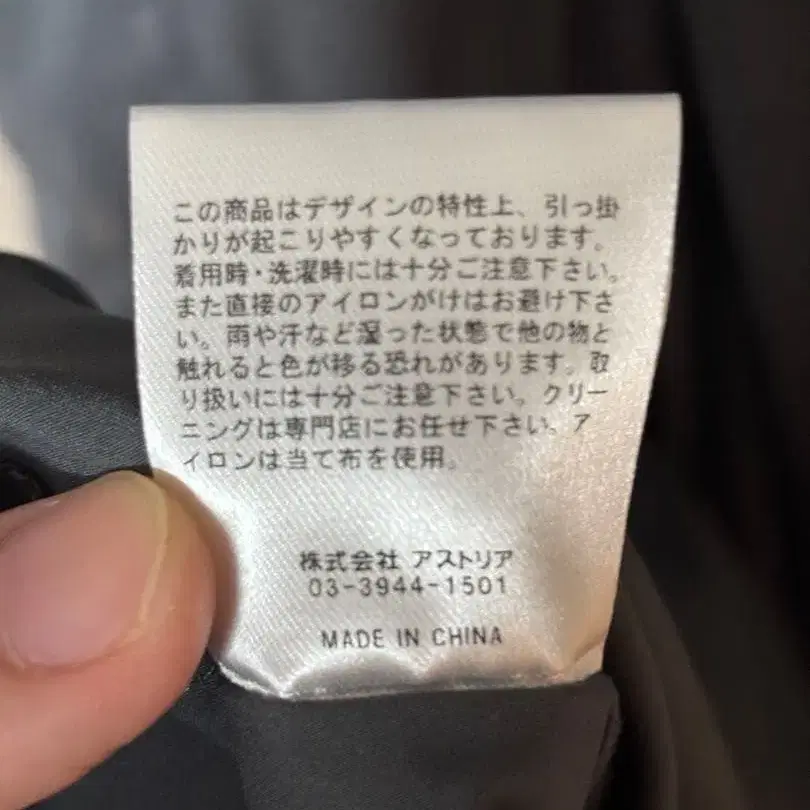 この商品はデザインの特性上、引っ掛
かりが起こりやすくなっております。
着用時・洗濯時には十分ご注意下さい。
また直接のアイロンがけはお避け下さ
い。雨や汗など湿った状態で他の物と
触れると色が移る恐れがあります。取
り扱いには十分ご注意下さい。クリー
ニングは専門店にお任せ下さい。ア
イロンは当て布を使用。
株式会社 アストリア
03-3944-1501
MADE IN CHINA